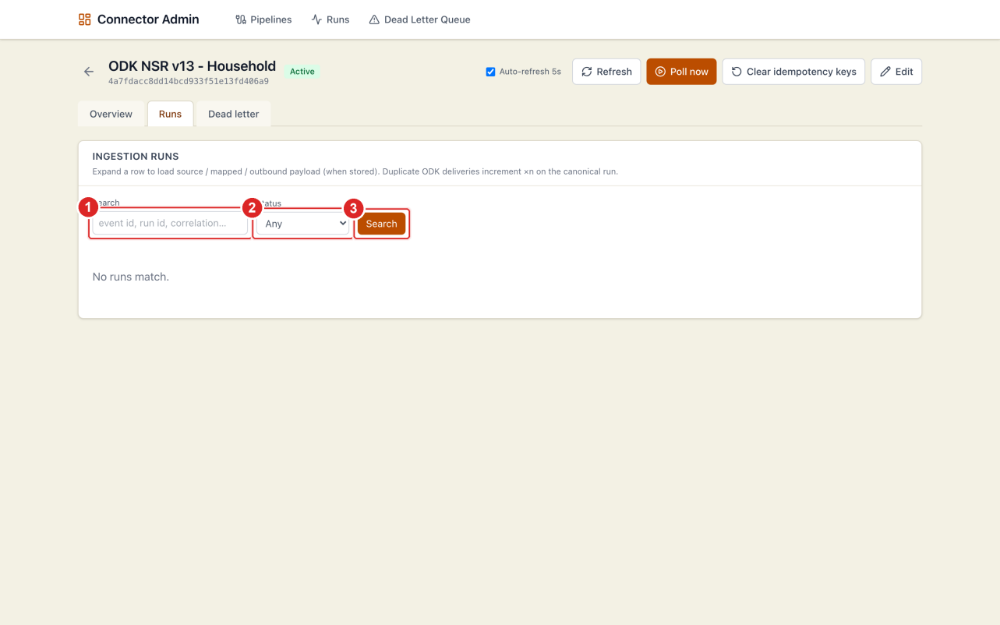 Connector Admin
Pipelines
Runs
Dead Letter Queue
ODK NSR v13 - Household
Active
4a7fdacc8dd14bcd933f51e13fd406a9
Auto-refresh 5s
Refresh
Poll now
Clear idempotency keys
Edit
Overview
Runs
Dead letter
INGESTION RUNS
Expand a row to load source / mapped / outbound payload (when stored). Duplicate ODK deliveries increment ×n on the canonical run.
1
earch
2
atus
3
event id, run id, correlation...
Any
Search
No runs match.